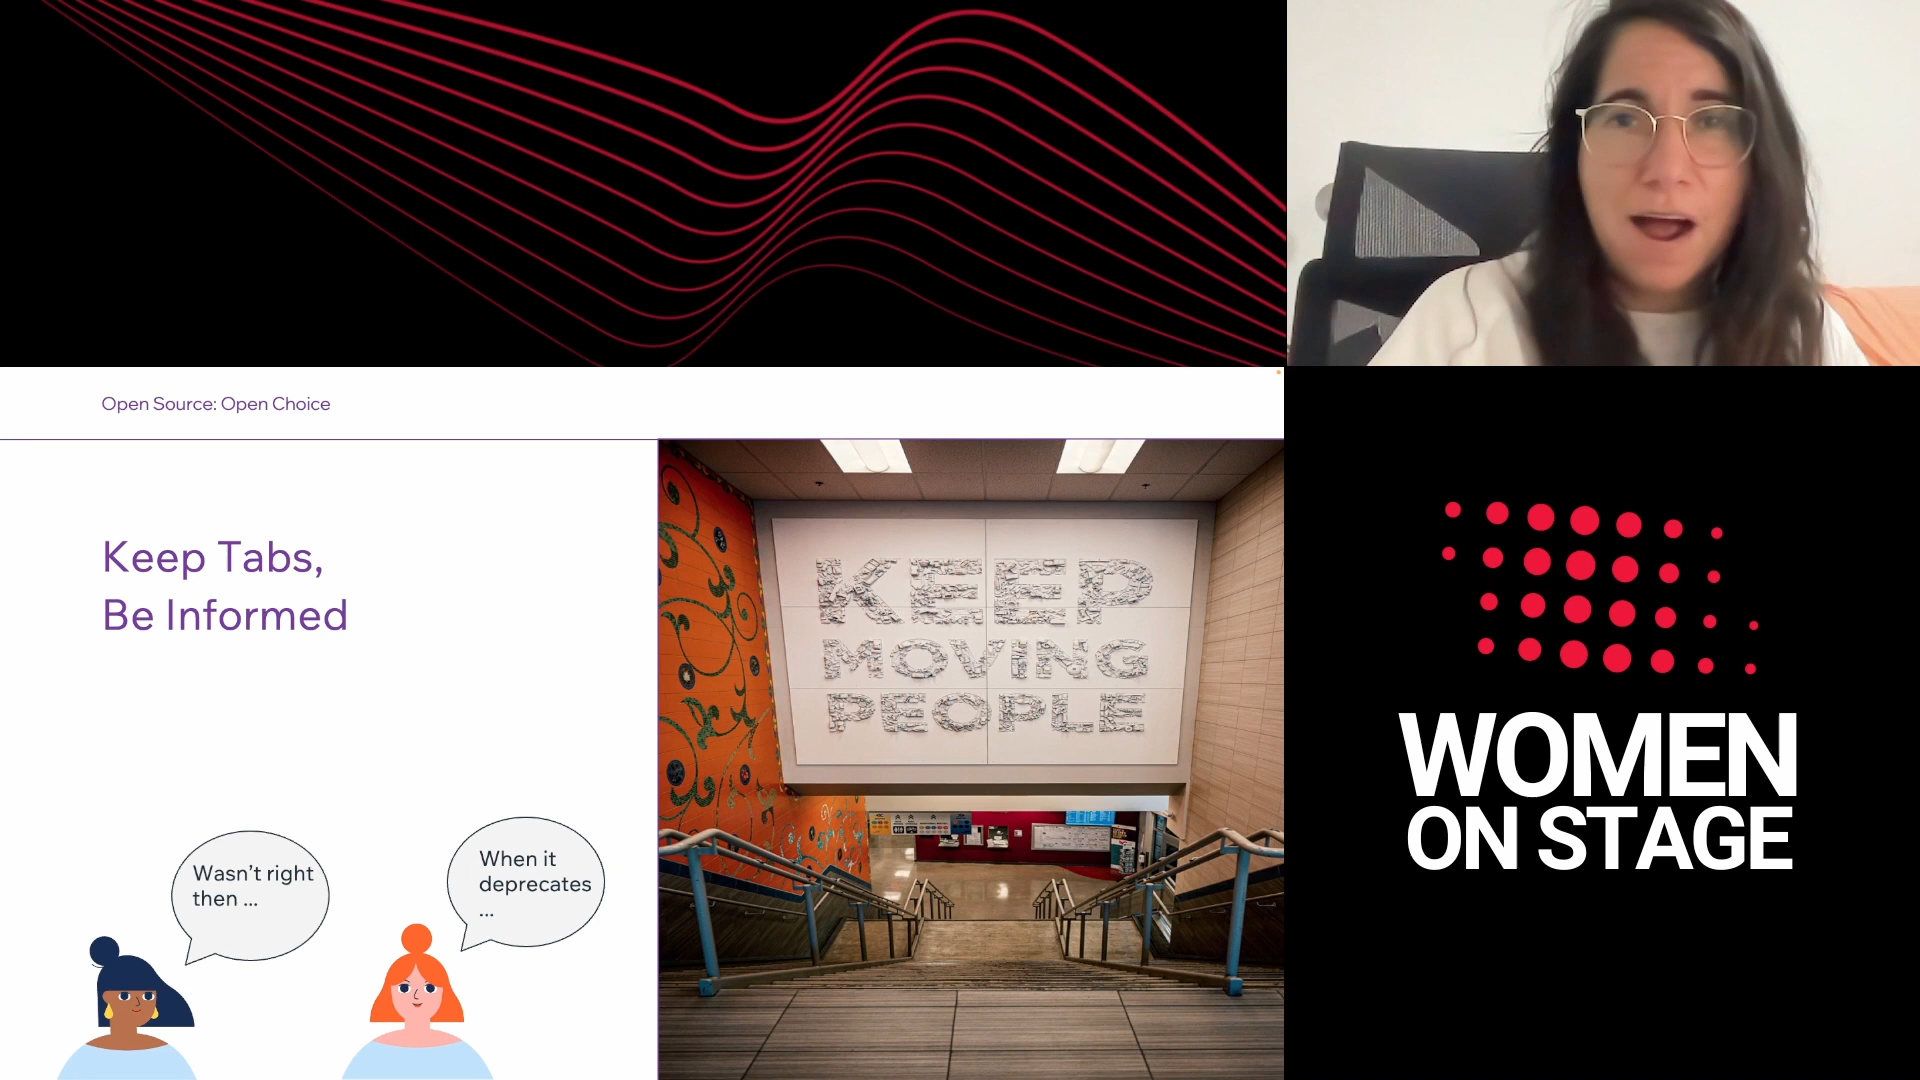 Open Source: Open Choice
Keep Tabs,
Be Informed
Wasn't right
then ...
When it
deprecates
...
KEEP
MOVING
PEOPLE
WOMEN
ON STAGE